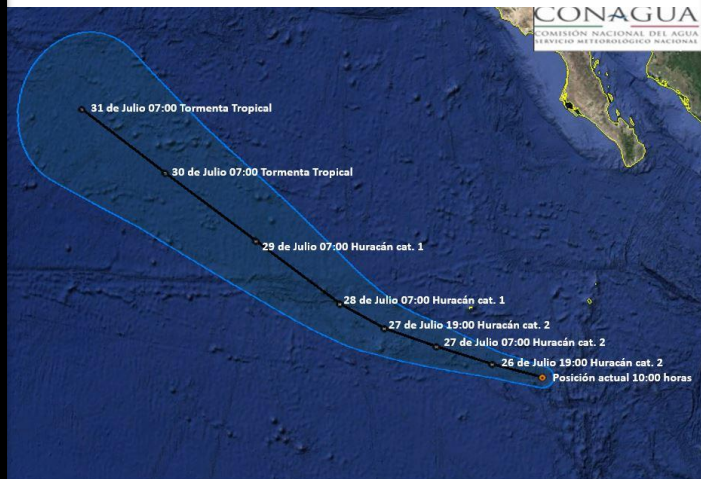 CONAGUA
COMISIÓN NACIONAL DEL AGUA
SERVICIO METEOROLÓGICO NACIONAL
31 de Julio 07:00 Tormenta Tropical
30 de Julio 07:00 Tormenta Tropical
29 de Julio 07:00 Huracán cat. 1
28 de Julio 07:00 Huracán cat. 1
27 de Julio 19:00 Huracán cat. 2
27 de Julio 07:00 Huracán cat. 2
26 de Julio 19:00 Huracán cat. 2
Posición actual 10:00 horas